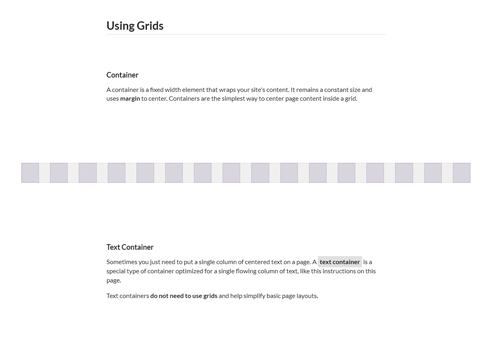 Using Grids
Container
A container is a fixed width element that wraps your site's content. It remains a constant size and
uses margin to center. Containers are the simplest way to center page content inside a grid.
Text Container
Sometimes you just need to put a single column of centered text on a page. A text container is a
special type of container optimized for a single flowing column of text, like this instructions on this
page.
Text containers do not need to use grids and help simplify basic page layouts.